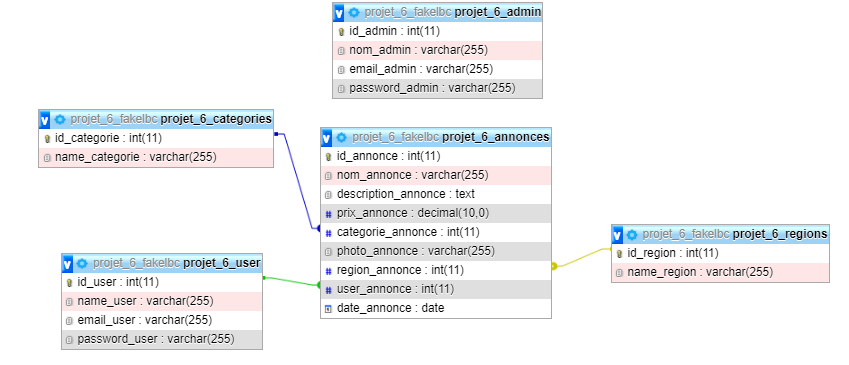 projet_6_fakelbc projet_6_admin
id_admin : int(11)
nom_admin : varchar(255)
email_admin : varchar(255)
password_admin : varchar(255)
projet_6_fakelbc projet_6_categories
id_categorie : int(11)
name_categorie : varchar(255)
projet_6_fakelbc projet_6_annonces
id_annonce : int(11)
nom_annonce : varchar(255)
description_annonce : text
prix_annonce : decimal(10,0)
categorie_annonce : int(11)
photo_annonce : varchar(255)
region_annonce : int(11)
user_annonce : int(11)
date_annonce : date
projet_6_fakelbc projet_6_user
id_user : int(11)
name_user : varchar(255)
email_user : varchar(255)
password_user : varchar(255)
projet_6_fakelbc projet_6_regions
id_region : int(11)
name_region : varchar(255)